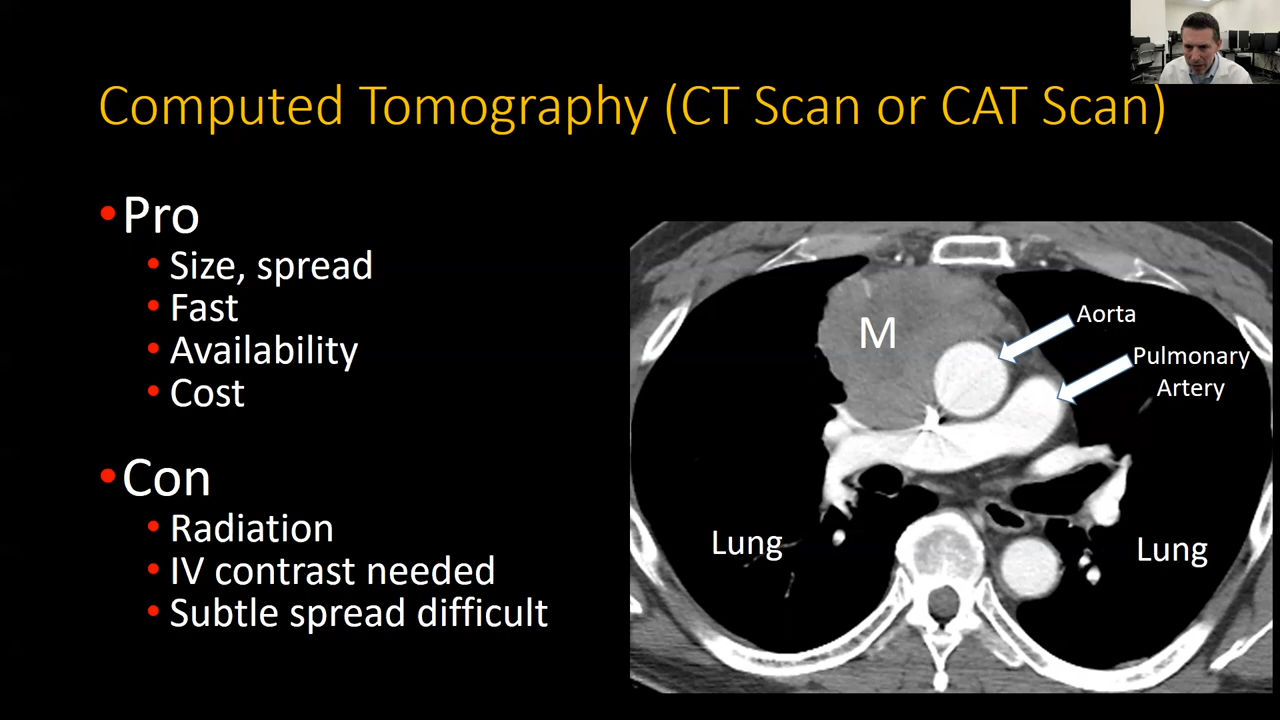 Computed Tomography (CT Scan or CAT Scan)
• Pro
• Size, spread
• Fast
• Availability
• Cost
• Con
• Radiation
• IV contrast needed
• Subtle spread difficult
M
Aorta
Pulmonary
Artery
Lung
Lung